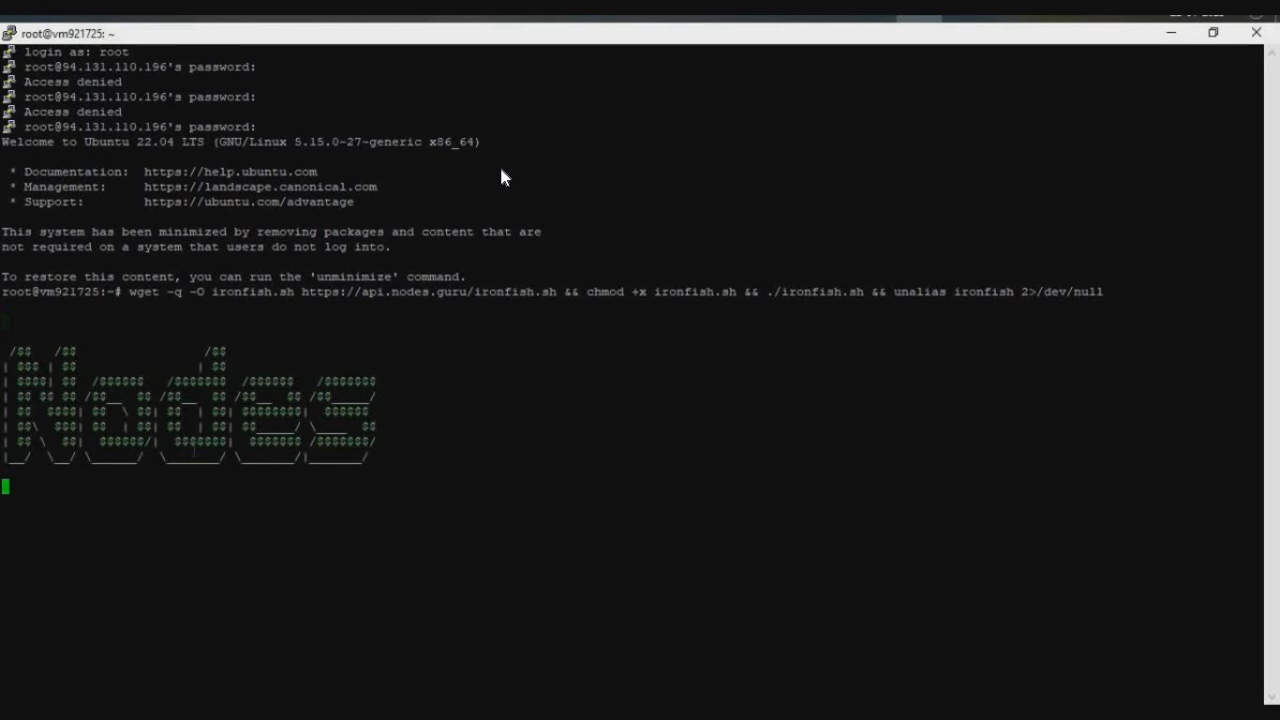 root@vm921725: ~
login as: root
root@94.131.110.196's password:
Access denied
root@94.131.110.196's password:
Access denied
root@94.131.110.196's password:
Welcome to Ubuntu 22.04 LTS (GNU/Linux 5.15.0-27-generic x86_64)
* Documentation: https://help.ubuntu.com
* Management: https://landscape.canonical.com
* Support: https://ubuntu.com/advantage
This system has been minimized by removing packages and content that are
not required on a system that users do not log into.
To restore this content, you can run the 'unminimize' command.
root@vm921725:~# wget -q -O ironfish.sh https://api.nodes.guru/ironfish.sh && chmod +x ironfish.sh && ./ironfish.sh && unalias ironfish 2>/dev/null
Nodes